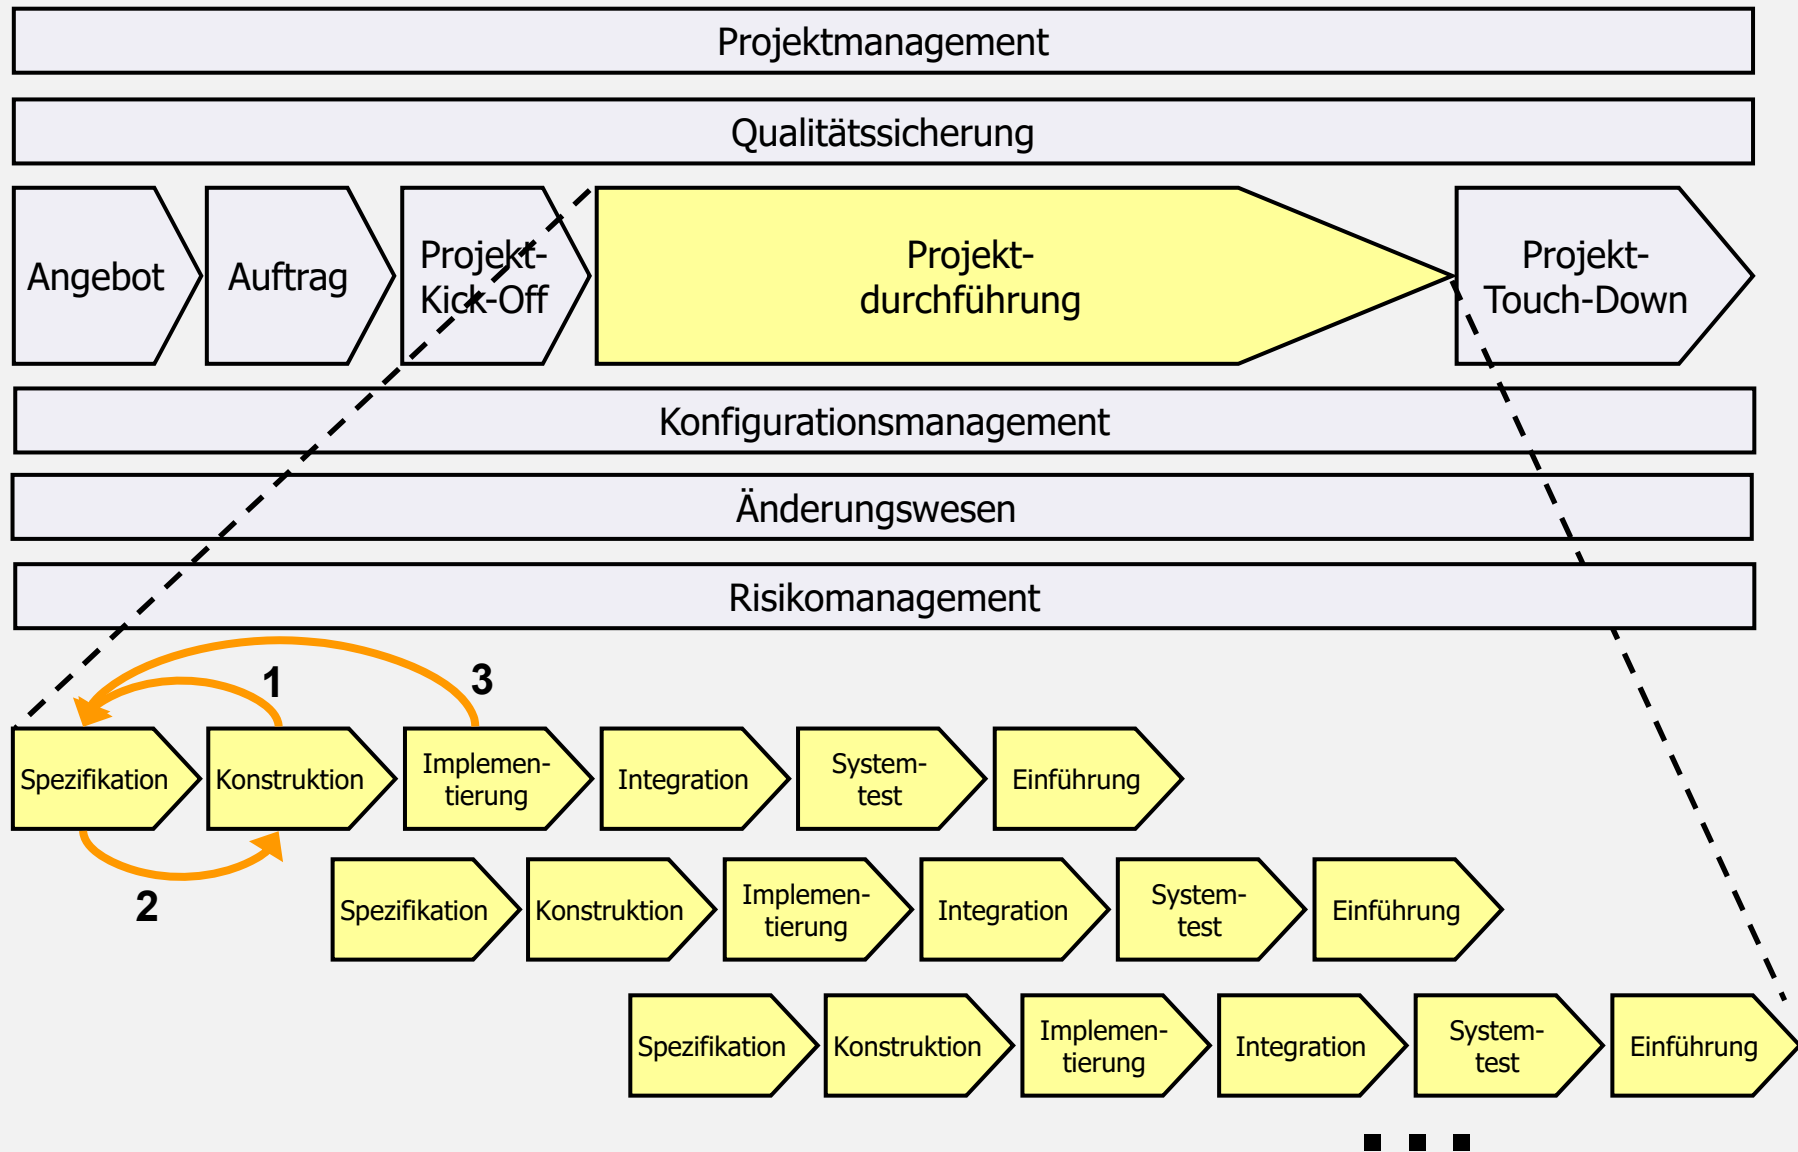 Projektmanagement
Qualitätssicherung
Angebot
Auftrag
Projekt-
Kick-Off
Projekt-
durchführung
Projekt-
Touch-Down
Konfigurationsmanagement
Änderungswesen
Risikomanagement
1
3
Spezifikation
Konstruktion
Implemen-
tierung
Integration
System-
test
Einführung
2
Spezifikation
Konstruktion
Implemen-
tierung
Integration
System-
test
Einführung
Spezifikation
Konstruktion
Implemen-
tierung
Integration
System-
test
Einführung
...